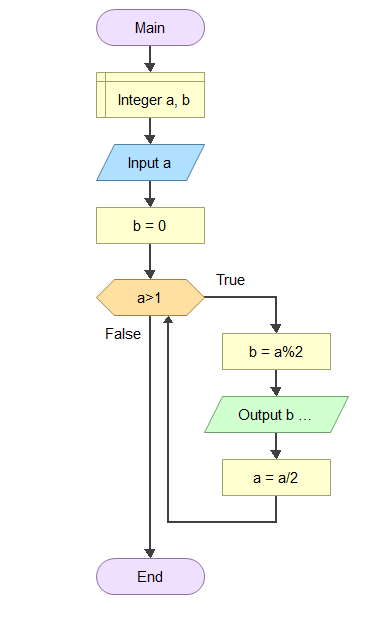 Main
Integer a, b
Input a
b = 0
a>1
True
False
b = a%2
Output b ...
a = a/2
End